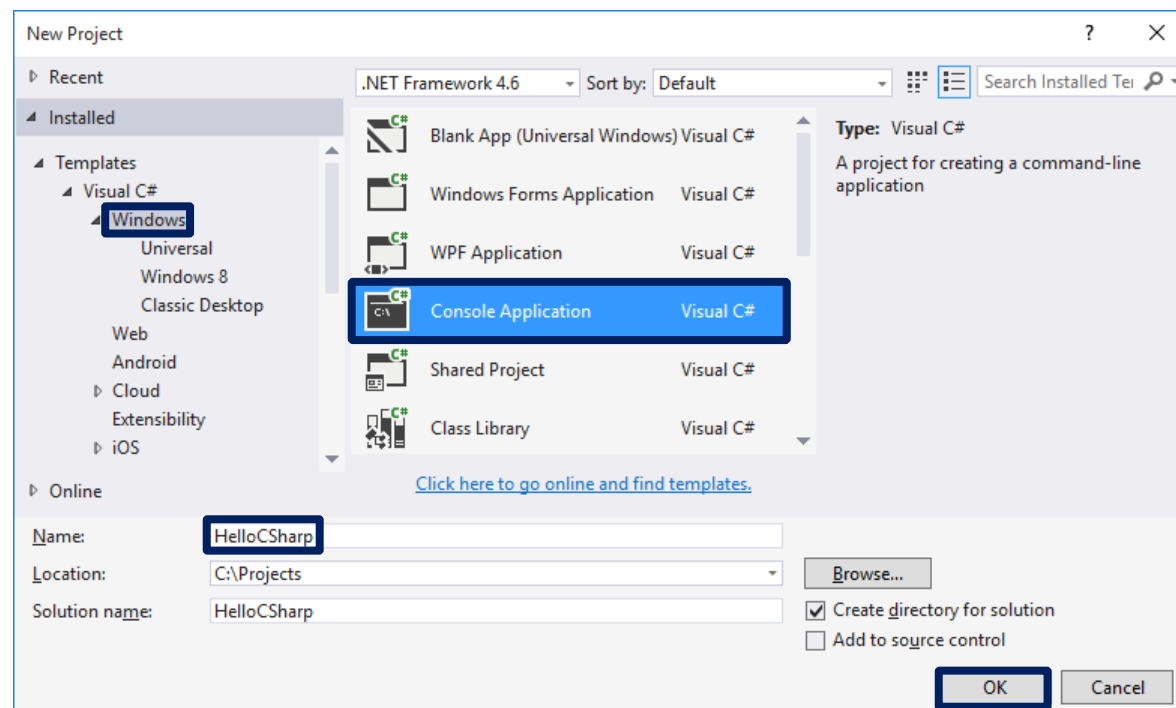 New Project
?
Recent
.NET Framework 4.6
Sort by:
Default
Search Installed Te
Installed
Templates
Visual C#
Windows
Universal
Windows 8
Classic Desktop
Web
Android
Cloud
Extensibility
iOS
Online
C#
Blank App (Universal Windows) Visual C#
C#
Windows Forms Application Visual C#
C#
WPF Application Visual C#
C#
C:\
Console Application Visual C#
C#
Shared Project Visual C#
C#
Class Library Visual C#
Click here to go online and find templates.
Type: Visual C#
A project for creating a command-line
application
Name: HelloCSharp
Location: C:\Projects
Browse...
Solution name: HelloCSharp
Create directory for solution
Add to source control
OK
Cancel